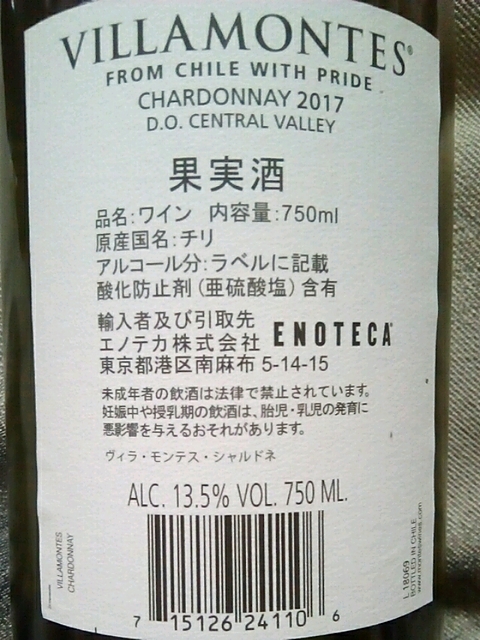 VILLAMONTES®
FROM CHILE WITH PRIDE
CHARDONNAY 2017
D.O. CENTRAL VALLEY
果実酒
品名:ワイン 内容量:750ml
原産国名:チリ
アルコール分:ラベルに記載
酸化防止剤(亜硫酸塩)含有
輸入者及び引取先
エノテカ株式会社 ENOTECA®
東京都港区南麻布 5-14-15
未成年者の飲酒は法律で禁止されています。
妊娠中や授乳期の飲酒は、胎児・乳児の発育に
悪影響を与えるおそれがあります。
ヴィラ・モンテス・シャルドネ
ALC. 13.5% VOL. 750 ML.
VILLAMONTES
CHARDONNAY
7 15126 24110 6
L 18069
BOTTLED IN CHILE
www.monteswines.com